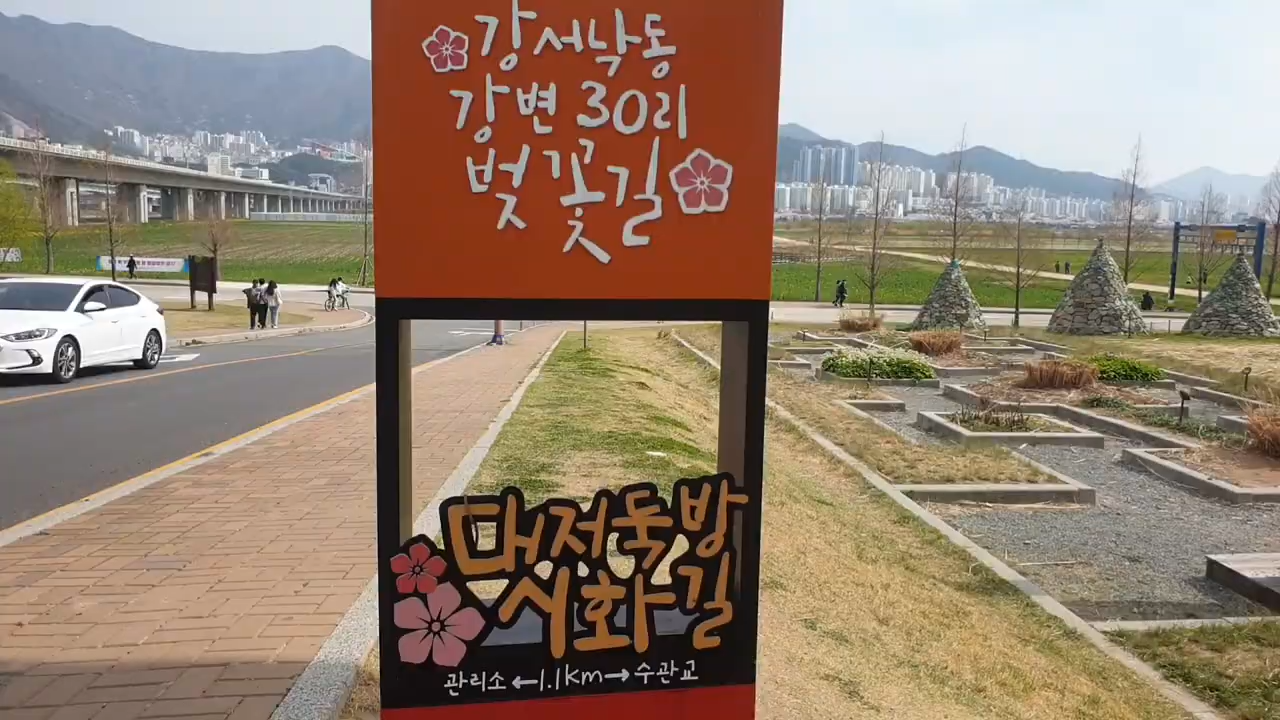 강서낙동
강변 30리
벚꽃길
대저둑방
시화길
관리소←1.1km→수관교